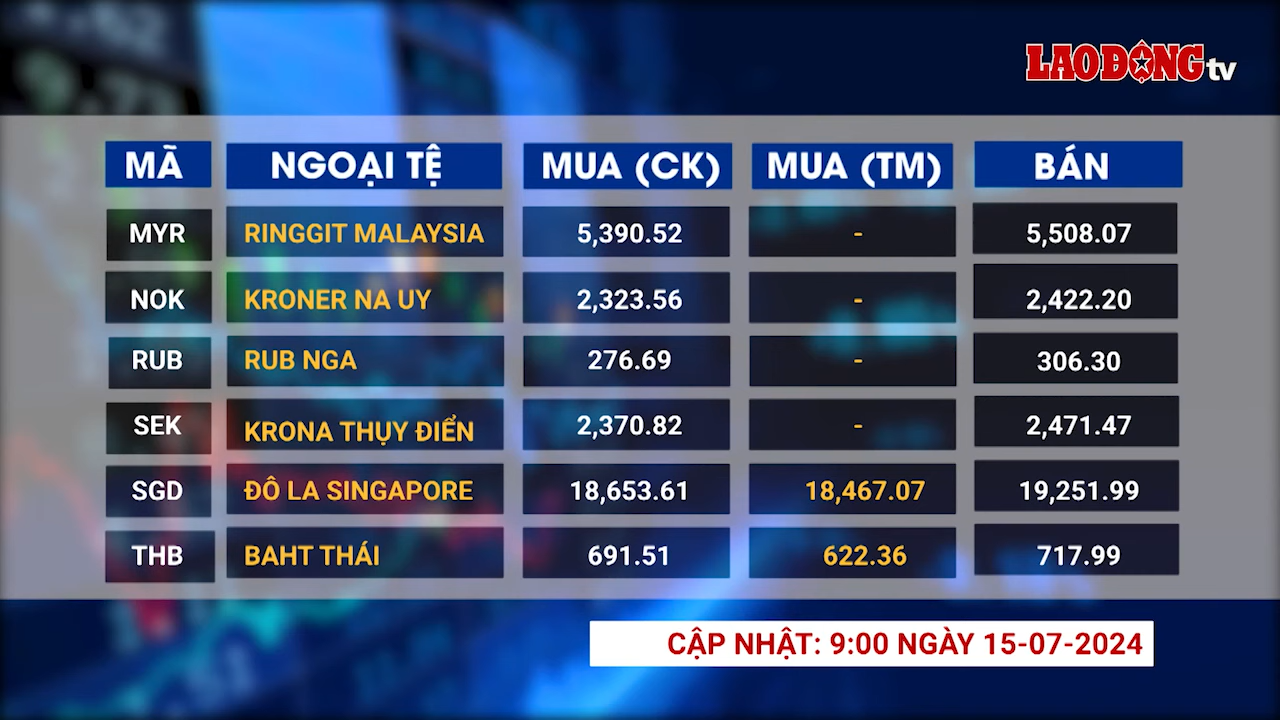 LAO ĐỘNG tv
MÃ NGOẠI TỆ MUA (CK) MUA (TM) BÁN
MYR RINGGIT MALAYSIA 5,390.52 - 5,508.07
NOK KRONER NA UY 2,323.56 - 2,422.20
RUB RUB NGA 276.69 - 306.30
SEK KRONA THỤY ĐIỂN 2,370.82 - 2,471.47
SGD ĐÔ LA SINGAPORE 18,653.61 18,467.07 19,251.99
THB BAHT THÁI 691.51 622.36 717.99
CẬP NHẬT: 9:00 NGÀY 15-07-2024